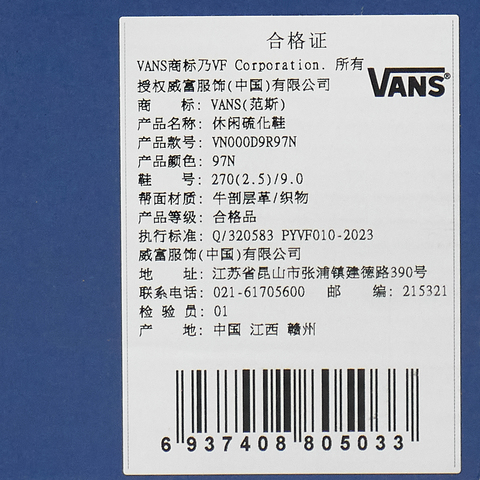 合格证
VANS商标乃VF Corporation. 所有
授权威富服饰(中国)有限公司
VANS®
商 标: VANS(范斯)
产品名称: 休闲硫化鞋
产品款号: VN000D9R97N
产品颜色: 97N
鞋 号: 270(2.5)/9.0
帮面材质: 牛剖层革/织物
产品等级: 合格品
执行标准: Q/320583 PYVF010-2023
威富服饰(中国)有限公司
地 址: 江苏省昆山市张浦镇建德路390号
联系电话: 021-61705600 邮 编: 215321
检 验 员: 01
产 地: 中国 江西 赣州
6 937408 805033